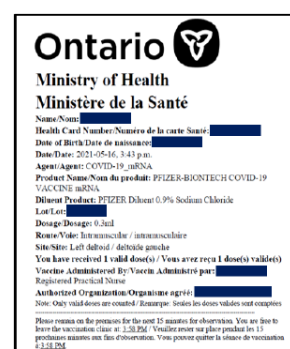 Ontario
Ministry of Health
Ministère de la Santé
Name/Nom:
Health Card Number/Numéro de la carte Santé:
Date of Birth/Date de naissance:
Date/Date: 2021-05-16, 3:43 p.m.
Agent/Agent: COVID-19_mRNA
Product Name/Nom du produit: PFIZER-BIONTECH COVID-19
VACCINE mRNA
Diluent Product: PFIZER Diluent 0.9% Sodium Chloride
Lot/Lot:
Dosage/Dosage: 0.3ml
Route/Voie: Intramuscular / intramusculaire
Site/Site: Left deltoid / deltoïde gauche
You have received 1 valid dose(s) / Vous avez reçu 1 dose(s) valide(s)
Vaccine Administered By/Vaccin Administré par:
Registered Practical Nurse
Authorized Organization/Organisme agréé:
Note: Only valid doses are counted / Remarque: Seules les doses valides sont comptées
Please remain on the premises for the next 15 minutes for observation. You are free to
leave the vaccination clinic at: 3:58 PM / Veuillez rester sur place pendant les 15
prochaines minutes aux fins d'observation. Vous pouvez quitter la séance de vaccination
à 3:58 PM